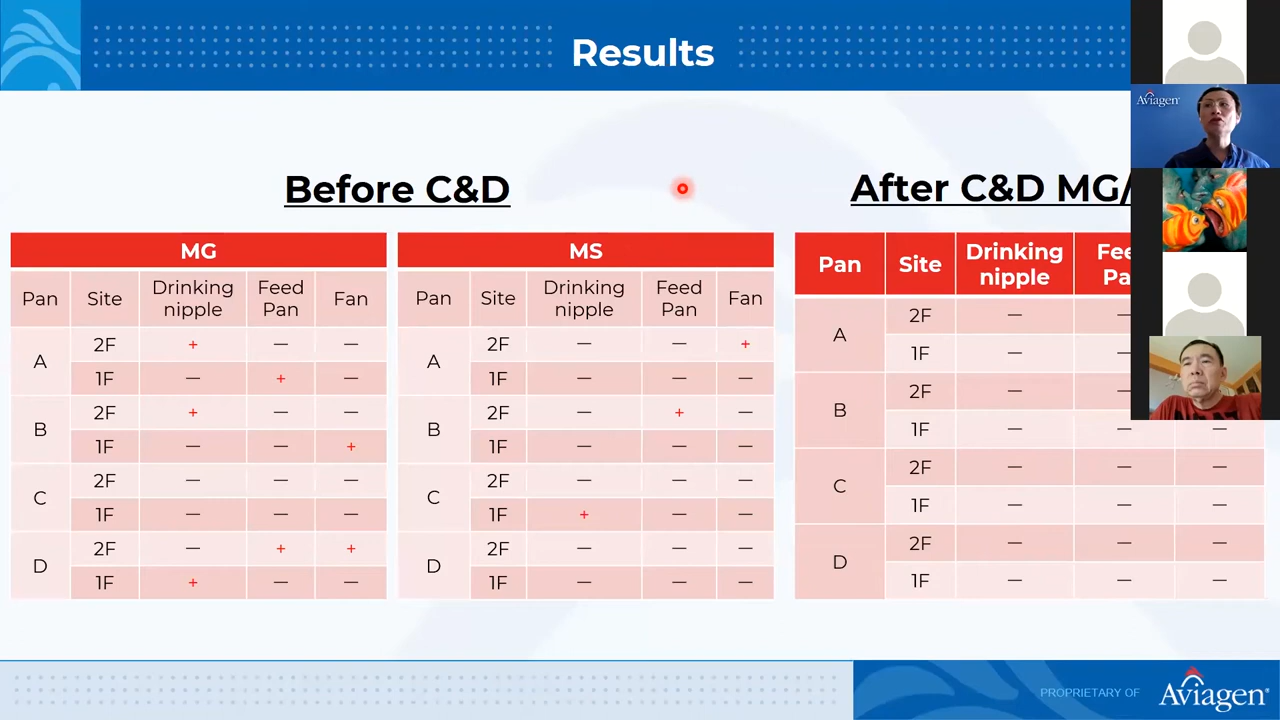 Results
Aviagen
Before C&D
After C&D MG/
MG
Pan Site Drinking nipple Feed Pan Fan
A 2F + — —
1F — + —
B 2F + — —
1F — — +
C 2F — — —
1F — — —
D 2F — + +
1F + — —
MS
Pan Site Drinking nipple Feed Pan Fan
A 2F — — +
1F — — —
B 2F — + —
1F — — —
C 2F — — —
1F + — —
D 2F — — —
1F — — —
Pan Site Drinking nipple
A 2F — —
1F — —
B 2F — —
1F — — —
C 2F — — —
1F — — —
D 2F — — —
1F — — —
PROPRIETARY OF Aviagen®